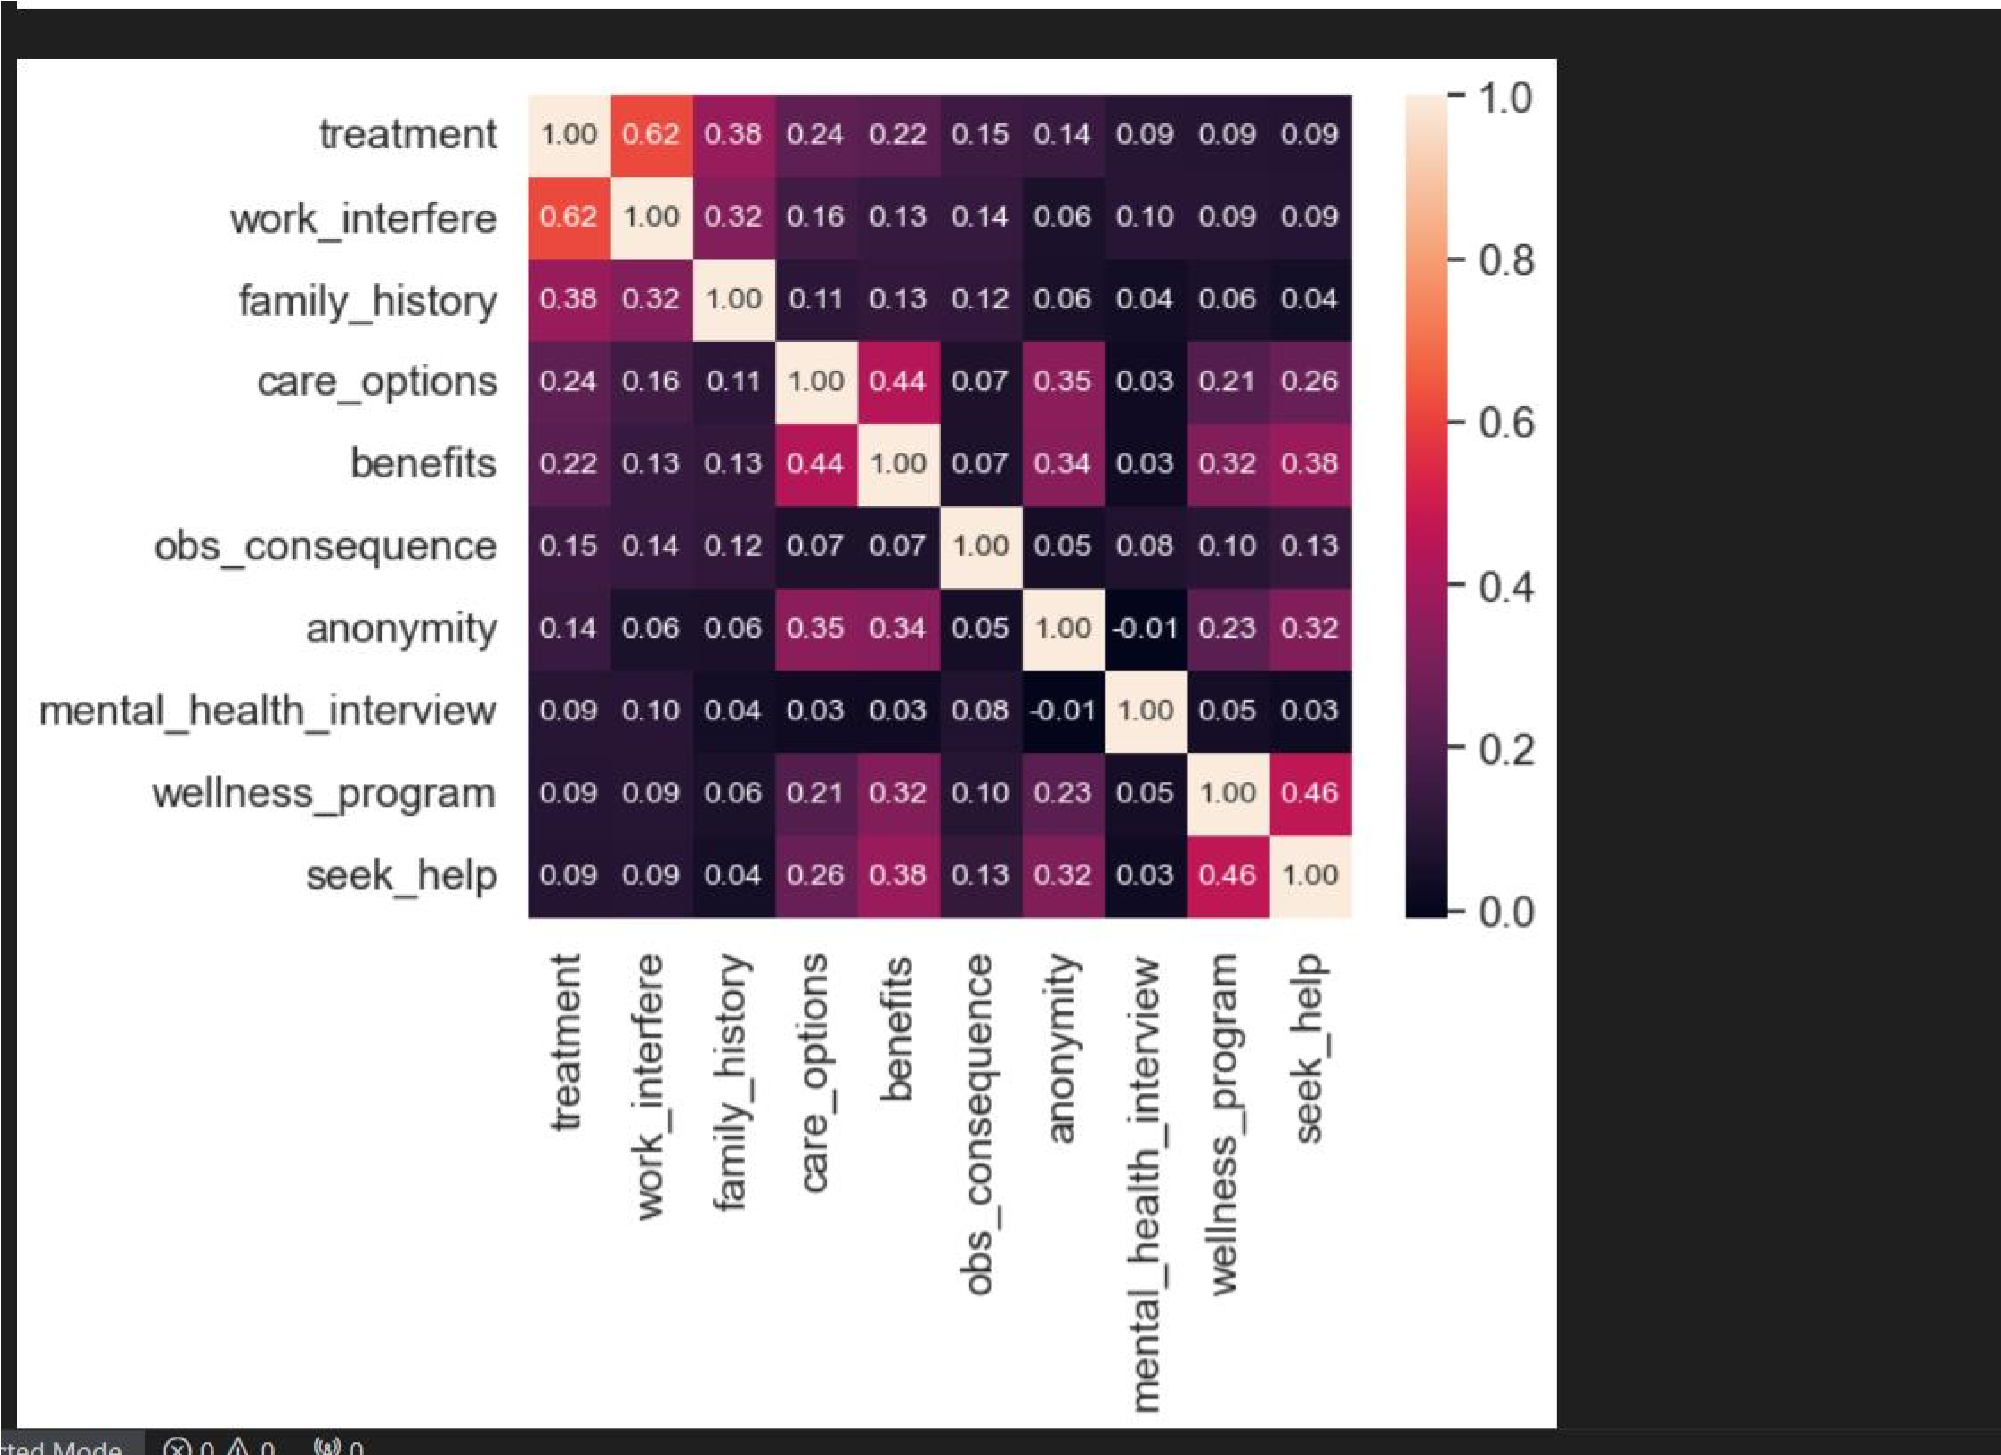 treatment 1.00 0.62 0.38 0.24 0.22 0.15 0.14 0.09 0.09 0.09
work_interfere 0.62 1.00 0.32 0.16 0.13 0.14 0.06 0.10 0.09 0.09
family_history 0.38 0.32 1.00 0.11 0.13 0.12 0.06 0.04 0.06 0.04
care_options 0.24 0.16 0.11 1.00 0.44 0.07 0.35 0.03 0.21 0.26
benefits 0.22 0.13 0.13 0.44 1.00 0.07 0.34 0.03 0.32 0.38
obs_consequence 0.15 0.14 0.12 0.07 0.07 1.00 0.05 0.08 0.10 0.13
anonymity 0.14 0.06 0.06 0.35 0.34 0.05 1.00 -0.01 0.23 0.32
mental_health_interview 0.09 0.10 0.04 0.03 0.03 0.08 -0.01 1.00 0.05 0.03
wellness_program 0.09 0.09 0.06 0.21 0.32 0.10 0.23 0.05 1.00 0.46
seek_help 0.09 0.09 0.04 0.26 0.38 0.13 0.32 0.03 0.46 1.00
treatment
work_interfere
family_history
care_options
benefits
obs_consequence
anonymity
mental_health_interview
wellness_program
seek_help
1.0
0.8
0.6
0.4
0.2
0.0
Mode 0 0 0